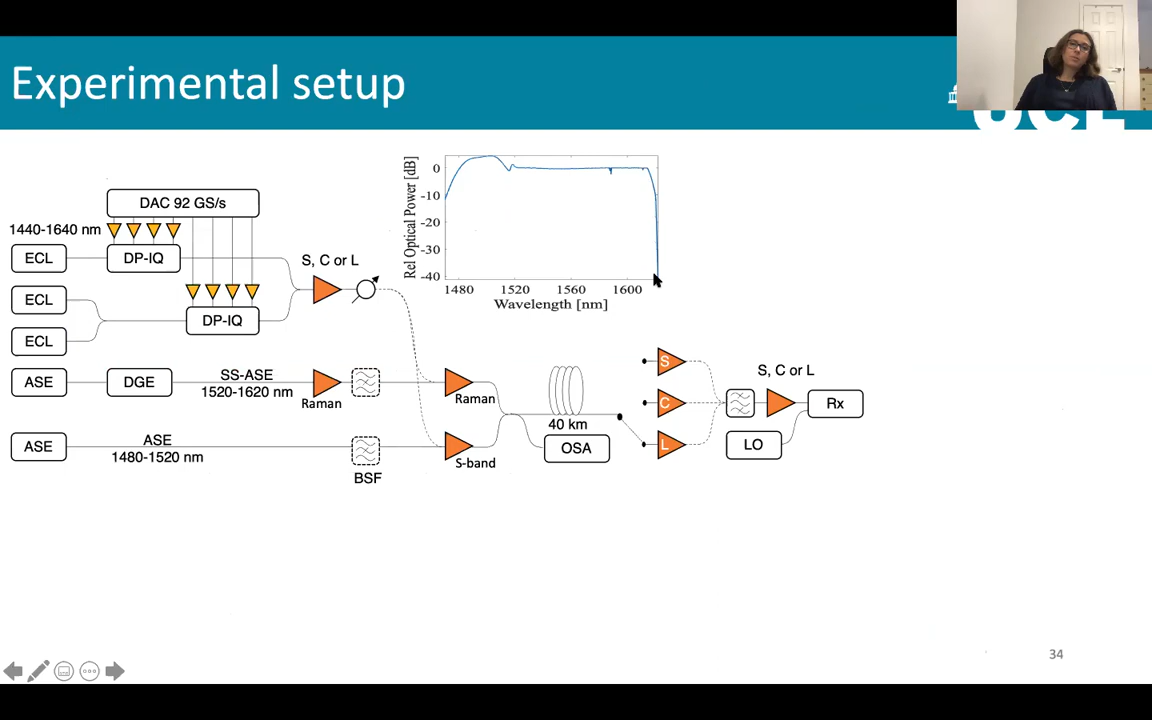 Experimental setup
UCL
DAC 92 GS/s
1440-1640 nm
ECL
DP-IQ
ECL
DP-IQ
ECL
S, C or L
ASE
DGE
SS-ASE
1520-1620 nm
Raman
ASE
ASE
1480-1520 nm
BSF
Rel Optical Power [dB]
0
-10
-20
-30
-40
1480
1520
1560
1600
Wavelength [nm]
Raman
S-band
40 km
OSA
S
C
L
S, C or L
Rx
LO
34